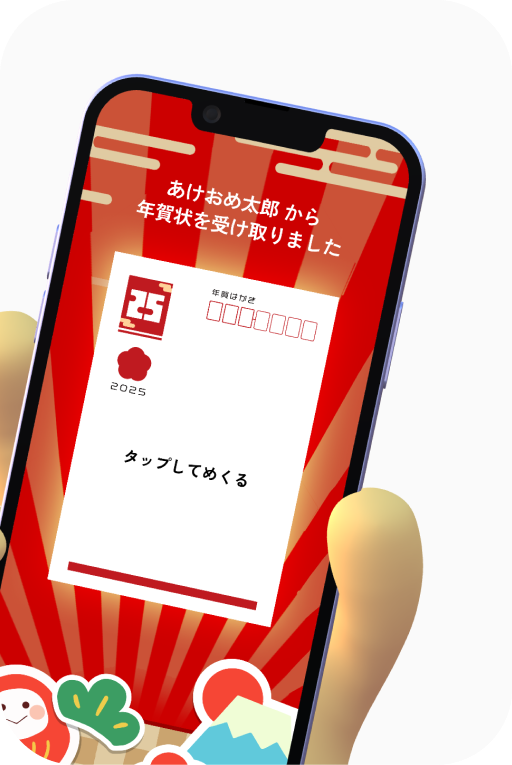 あけおめ太郎 から
年賀状を受け取りました
年賀はがき
2025
タップしてめくる